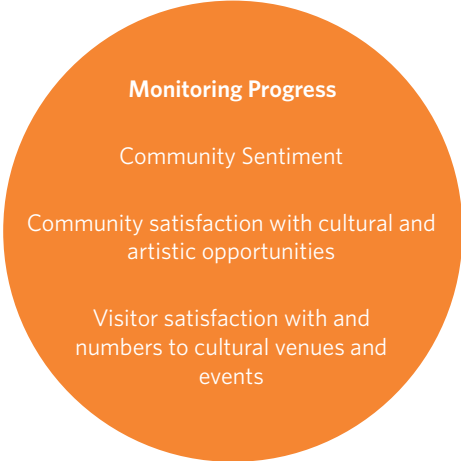 Monitoring Progress
Community Sentiment
Community satisfaction with cultural and
artistic opportunities
Visitor satisfaction with and
numbers to cultural venues and
events